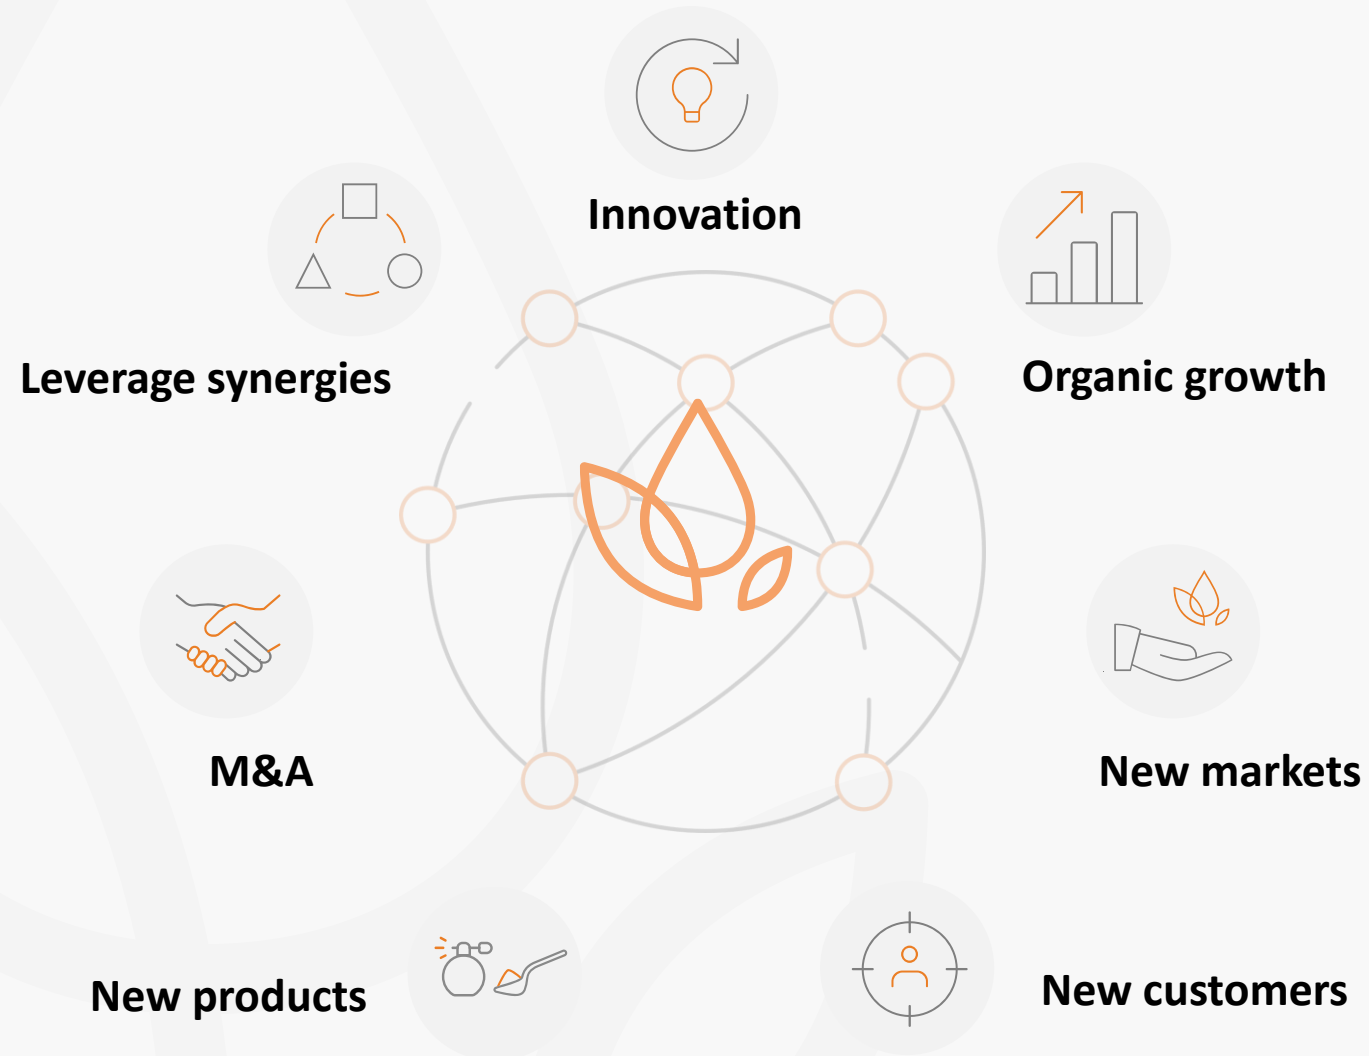 Innovation
Leverage synergies
Organic growth
M&A
New markets
New products
New customers